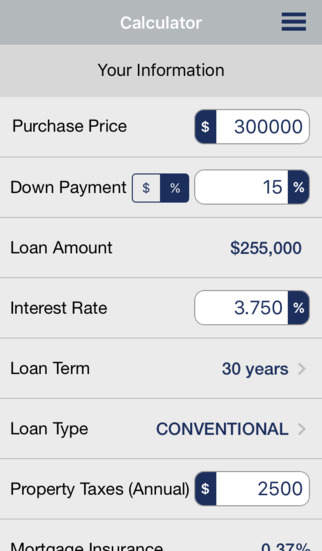 Calculator
Your Information
Purchase Price $ 300000
Down Payment $ % 15 %
Loan Amount $255,000
Interest Rate 3.750 %
Loan Term 30 years
Loan Type CONVENTIONAL
Property Taxes (Annual) $ 2500
Mortgage Insurance 0.37%